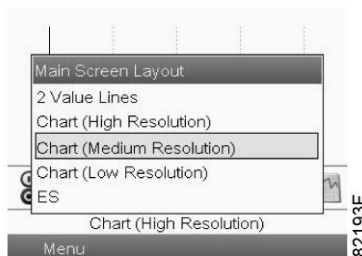 Main Screen Layout
2 Value Lines
Chart (High Resolution)
Chart (Medium Resolution)
Chart (Low Resolution)
ES
Chart (High Resolution)
Menu
82193F